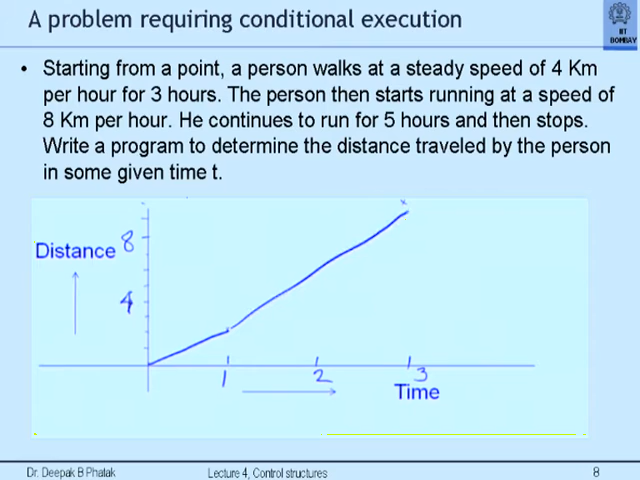 A problem requiring conditional execution
IIT
BOMBAY
• Starting from a point, a person walks at a steady speed of 4 Km
per hour for 3 hours. The person then starts running at a speed of
8 Km per hour. He continues to run for 5 hours and then stops.
Write a program to determine the distance traveled by the person
in some given time t.
8
Distance
4
1 2 3
Time
Dr. Deepak B Phatak Lecture 4, Control structures 8